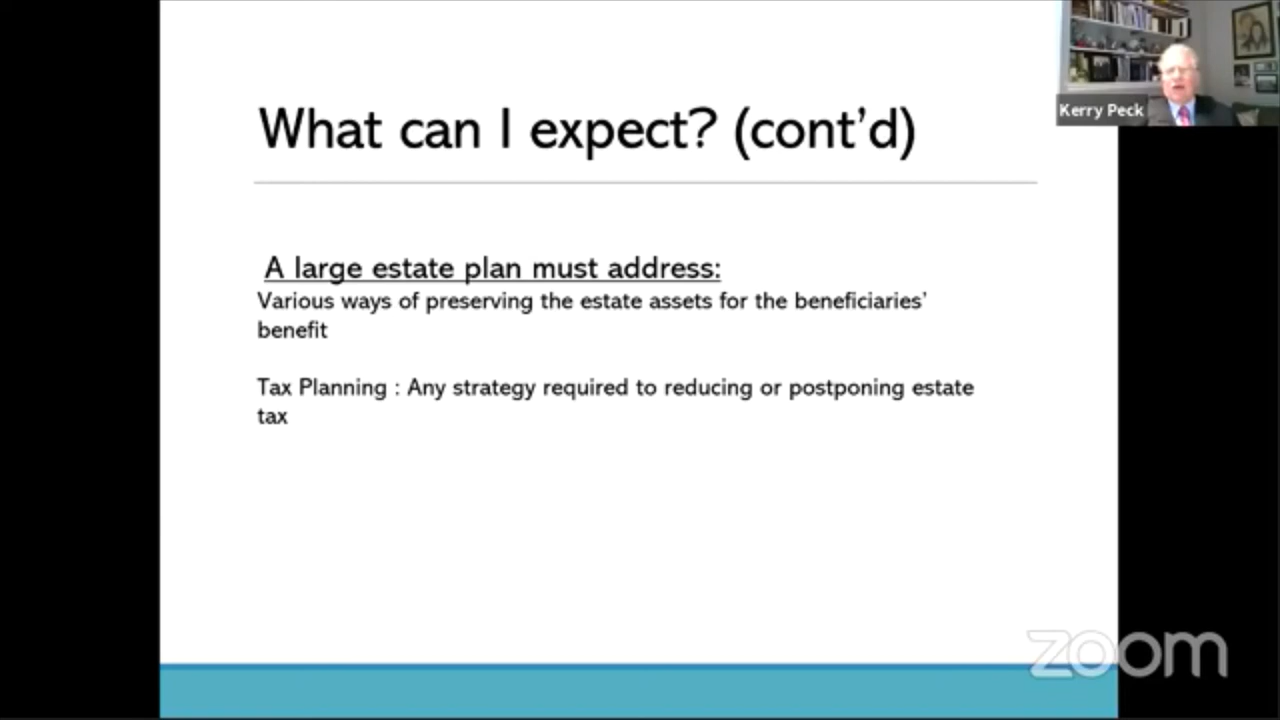 What can I expect? (cont’d)
Kerry Peck
A large estate plan must address:
Various ways of preserving the estate assets for the beneficiaries’
benefit
Tax Planning : Any strategy required to reducing or postponing estate
tax
zoom